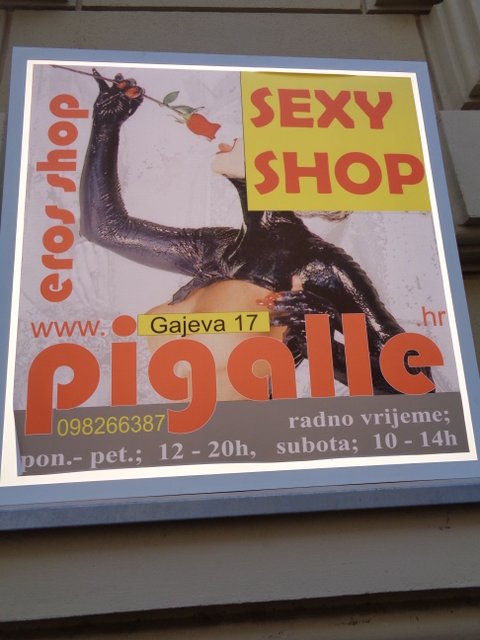 SEXY
SHOP
eros shop
www.
Gajeva 17
.hr
pigalle
098266387
radno vrijeme;
pon.- pet.; 12 - 20h, subota; 10 - 14h